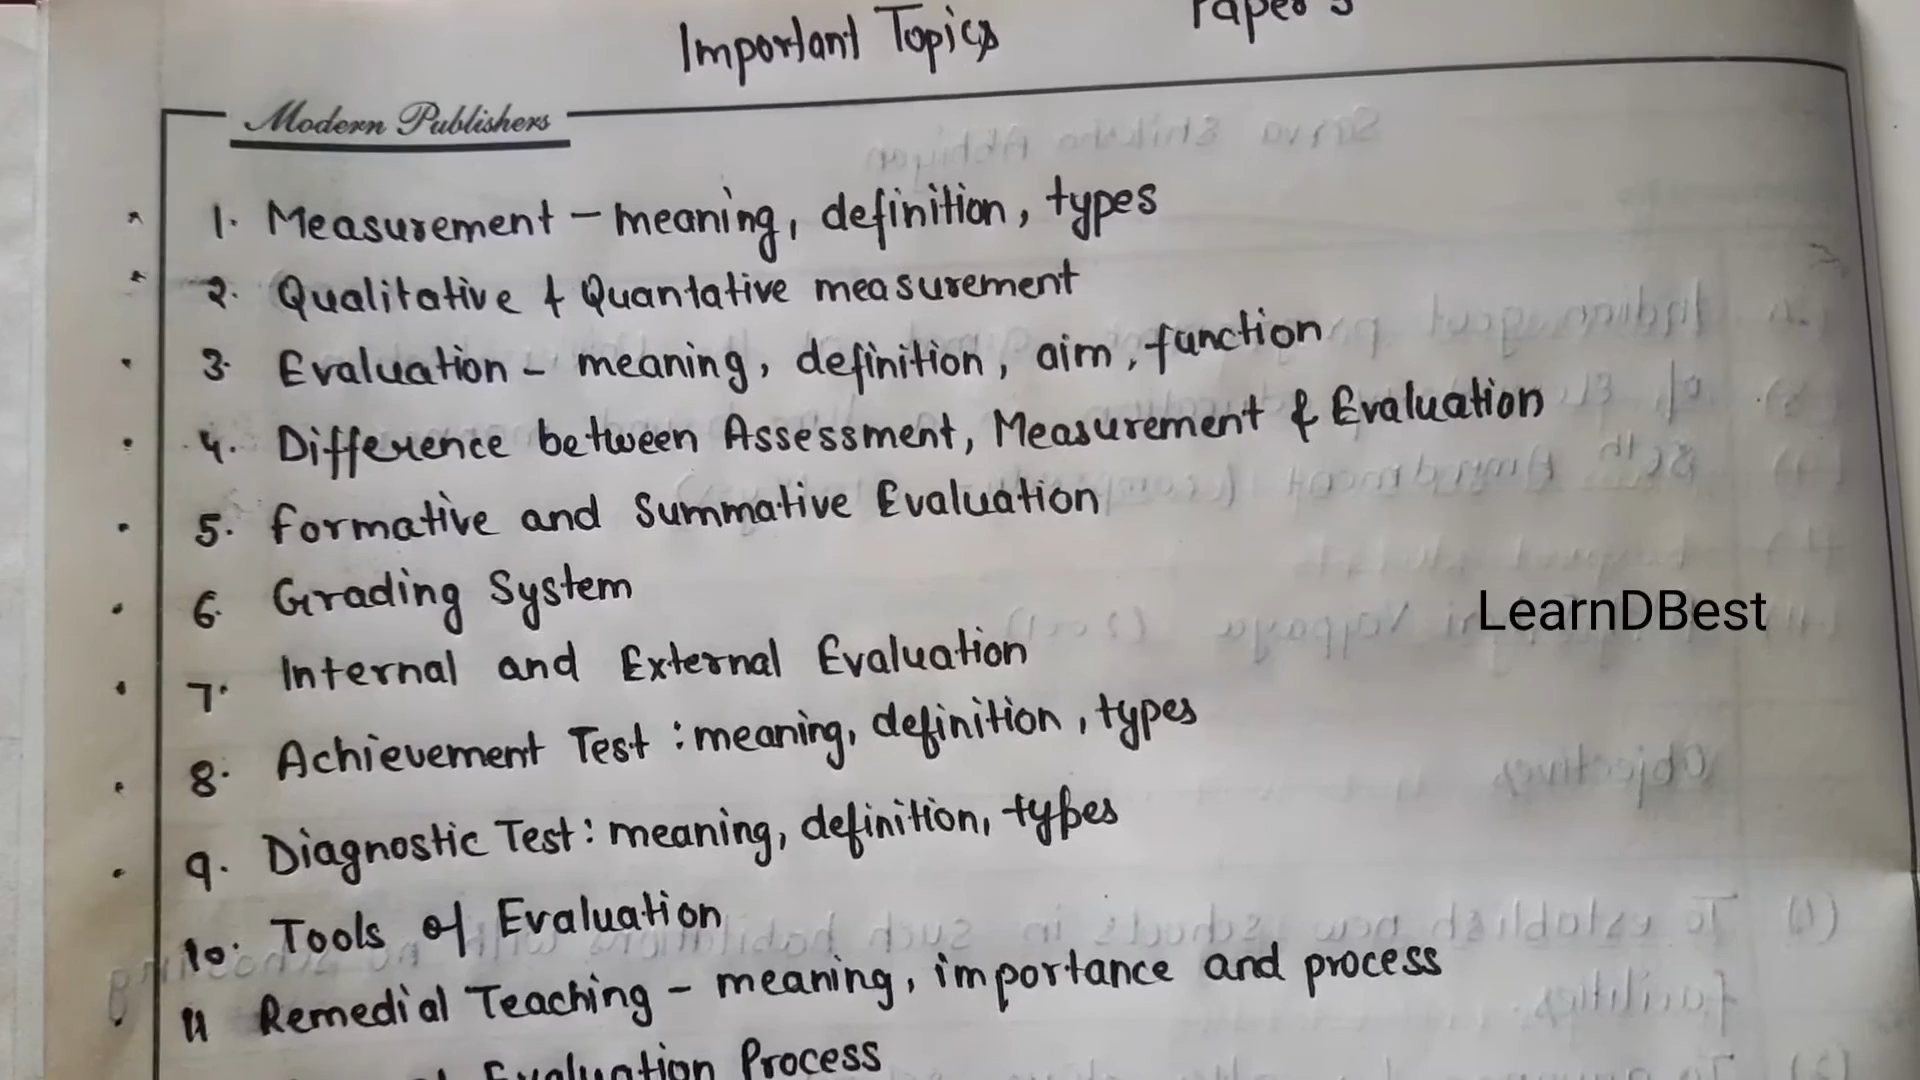 Important Topics Paper 5
Modern Publishers
1. Measurement – meaning, definition, types
2. Qualitative & Quantative measurement
3. Evaluation – meaning, definition, aim, function
4. Difference between Assessment, Measurement & Evaluation
5. Formative and Summative Evaluation
6. Grading System
LearnDBest
7. Internal and External Evaluation
8. Achievement Test : meaning, definition, types
9. Diagnostic Test : meaning, definition, types
10. Tools of Evaluation
11 Remedial Teaching – meaning, importance and process
Evaluation Process